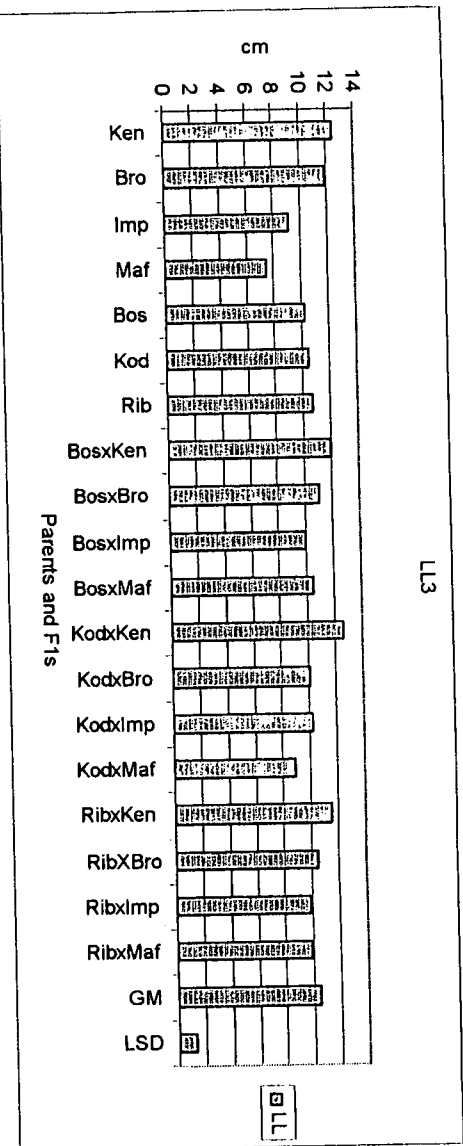 LL3
cm
14
12
10
8
6
4
2
0
Ken
Bro
Imp
Maf
Bos
Kod
Rib
BosxKen
BosxBro
BosxImp
BosxMaf
KodxKen
KodxBro
KodxImp
KodxMaf
RibxKen
RibXBro
RibxImp
RibxMaf
GM
LSD
Parents and F1s
LL